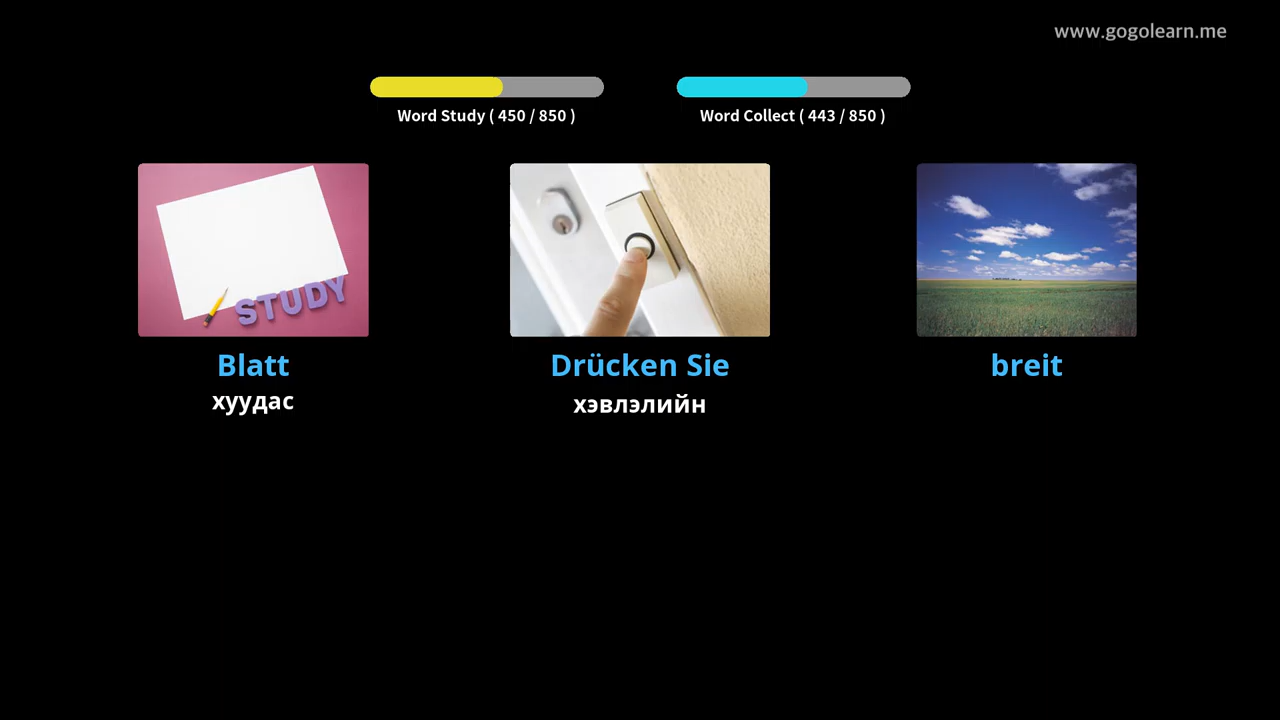 www.gogolearn.me
Word Study ( 450 / 850 )
Word Collect ( 443 / 850 )
STUDY
Blatt
хуудас
Drücken Sie
хэвлэлийн
breit